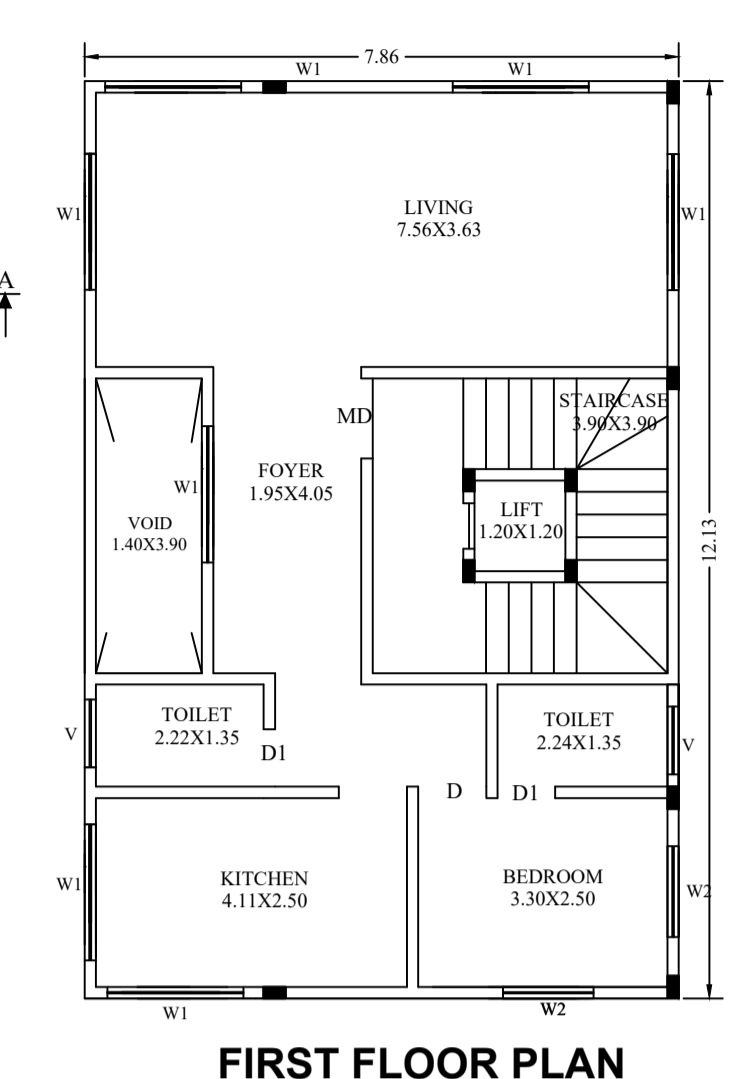 7.86
W1
W1
LIVING
7.56X3.63
W1
W1
A
STAIRCASE
3.90X3.90
MD
FOYER
1.95X4.05
W1
VOID
1.40X3.90
LIFT
1.20X1.20
12.13
TOILET
2.22X1.35
V
D1
TOILET
2.24X1.35
V
D
D1
KITCHEN
4.11X2.50
W1
BEDROOM
3.30X2.50
W2
W1
W2
FIRST FLOOR PLAN